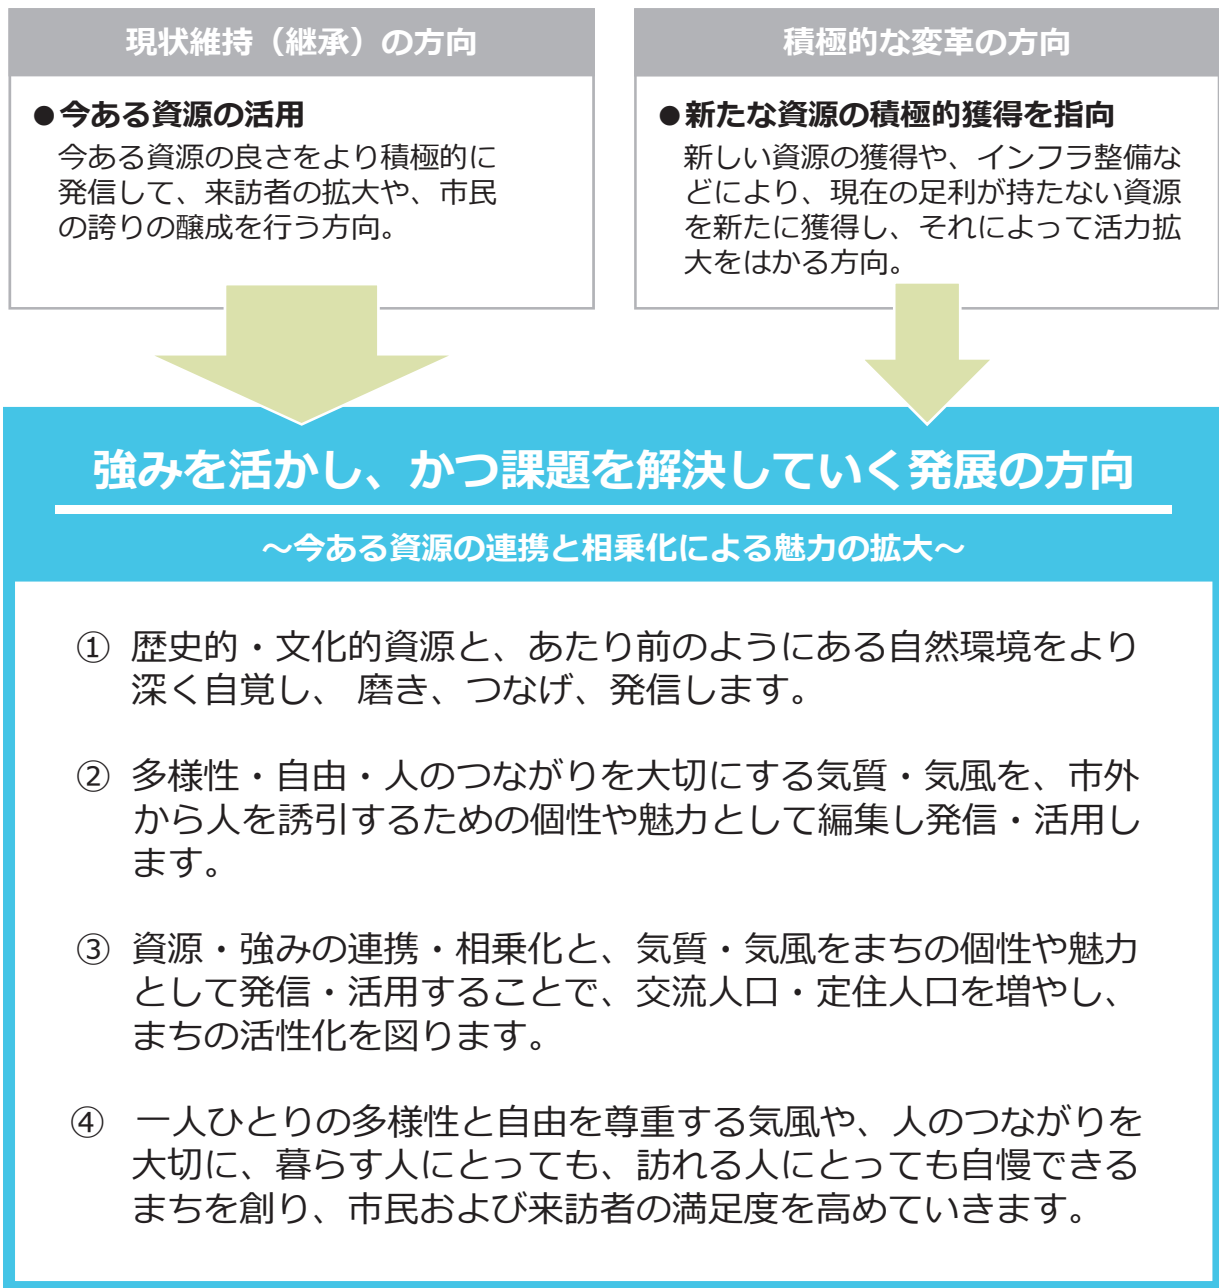 現状維持（継承）の方向
●今ある資源の活用
今ある資源の良さをより積極的に
発信して、来訪者の拡大や、市民
の誇りの醸成を行う方向。
積極的な変革の方向
●新たな資源の積極的獲得を指向
新しい資源の獲得や、インフラ整備な
どにより、現在の足利が持たない資源
を新たに獲得し、それによって活力拡
大をはかる方向。
強みを活かし、かつ課題を解決していく発展の方向
～今ある資源の連携と相乗化による魅力の拡大～
① 歴史的・文化的資源と、あたり前のようにある自然環境をより
深く自覚し、 磨き、つなげ、発信します。
② 多様性・自由・人のつながりを大切にする気質・気風を、市外
から人を誘引するための個性や魅力として編集し発信・活用し
ます。
③ 資源・強みの連携・相乗化と、気質・気風をまちの個性や魅力
として発信・活用することで、交流人口・定住人口を増やし、
まちの活性化を図ります。
④ 一人ひとりの多様性と自由を尊重する気風や、人のつながりを
大切に、暮らす人にとっても、訪れる人にとっても自慢できる
まちを創り、市民および来訪者の満足度を高めていきます。